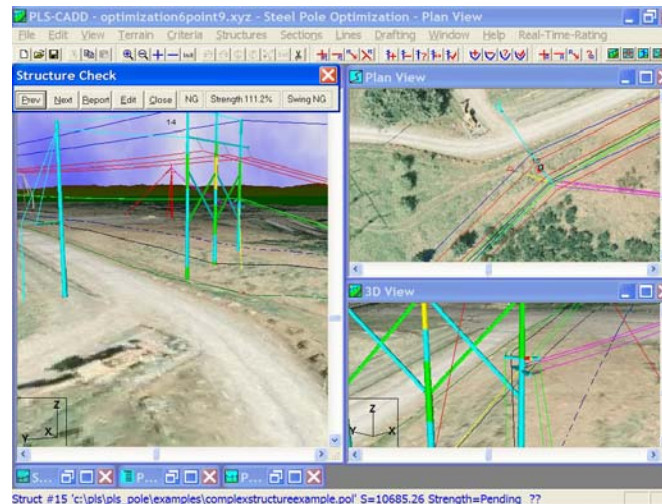 PLS-CADD - optimization6point9.xyz - Steel Pole Optimization - Plan View
File Edit View Terrain Criteria Structures Sections Lines Drafting Window Help Real-Time-Rating
Structure Check
Prev Next Report Edit Close NG Strength 111.2% Swing NG
14
Z
Y X
Plan View
3D View
Z
Y X
S... P... P...
Struct #15 'c:\pls\pls_pole\examples\complexstructureexample.pol' S=10685.26 Strength=Pending ??